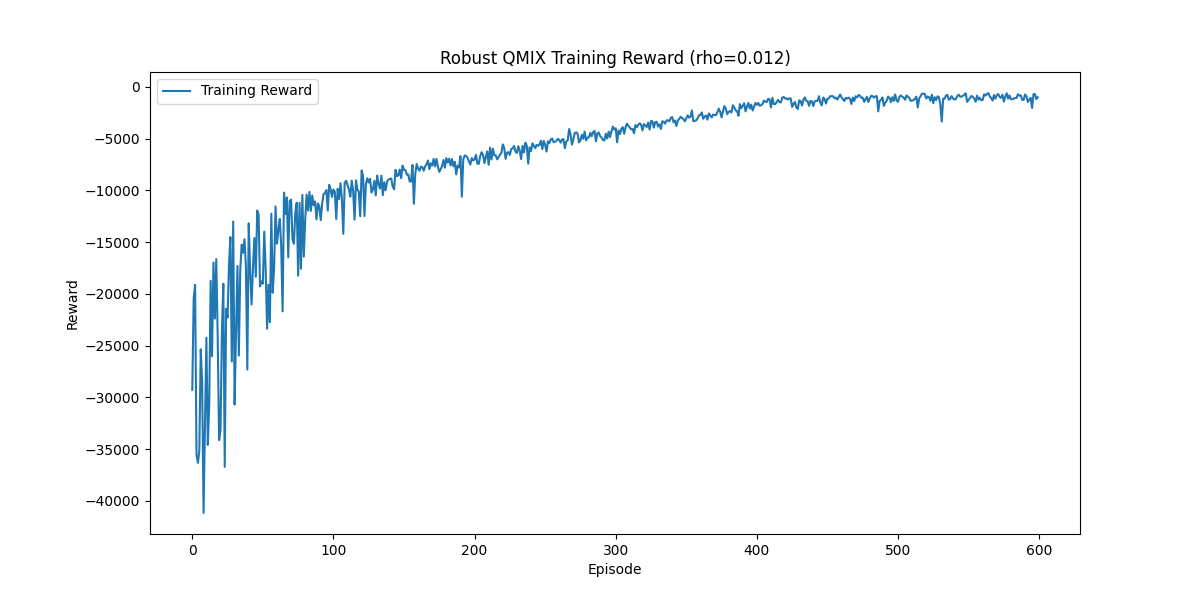 Robust QMIX Training Reward (rho=0.012)
Training Reward
Reward
0
−5000
−10000
−15000
−20000
−25000
−30000
−35000
−40000
0 100 200 300 400 500 600
Episode